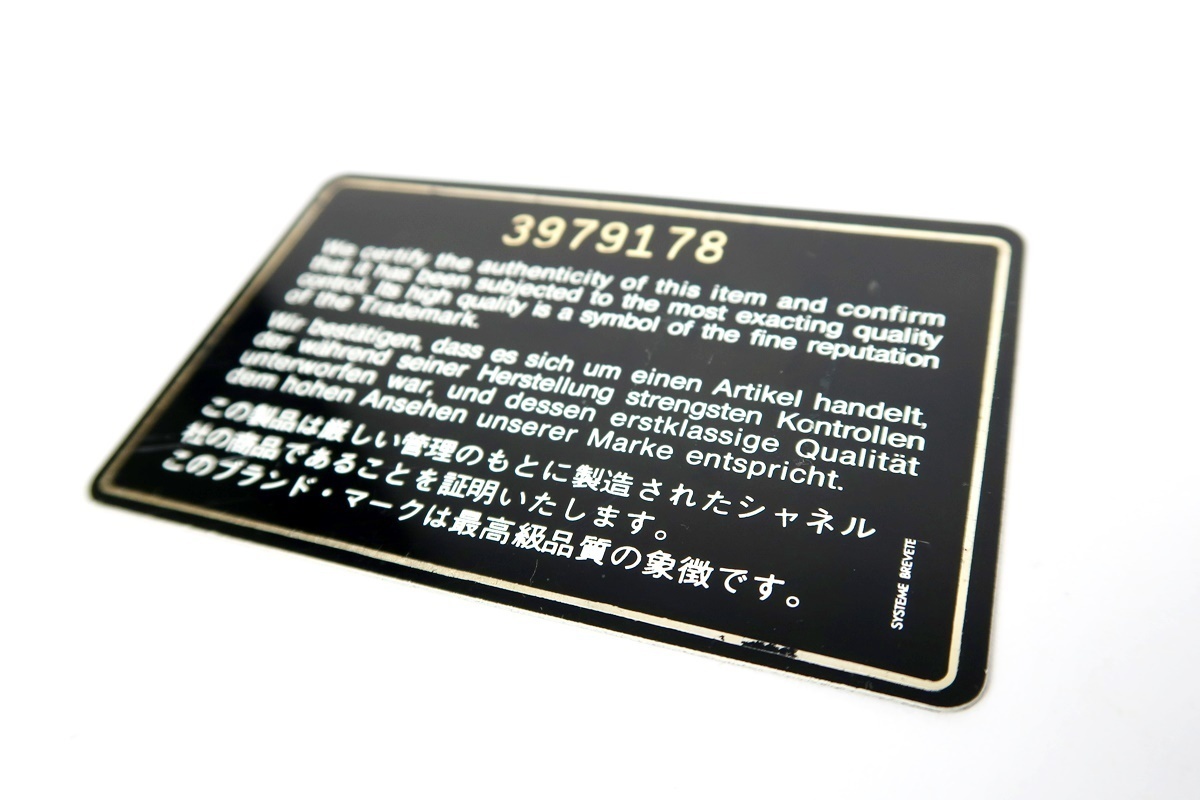 3979178
We certify the authenticity of this item and confirm
that it has been subjected to the most exacting quality
control. Its high quality is a symbol of the fine reputation
of the Trademark.
Wir bestätigen, dass es sich um einen Artikel handelt,
der während seiner Herstellung strengsten Kontrollen
unterworfen war, und dessen erstklassige Qualität
dem hohen Ansehen unserer Marke entspricht.
この製品は厳しい管理のもとに製造されたシャネル
社の商品であることを証明いたします。
このブランド・マークは最高級品質の象徴です。
SYSTEME BREVETE